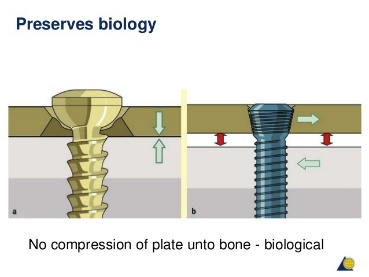 Preserves biology
a
b
No compression of plate unto bone - biological